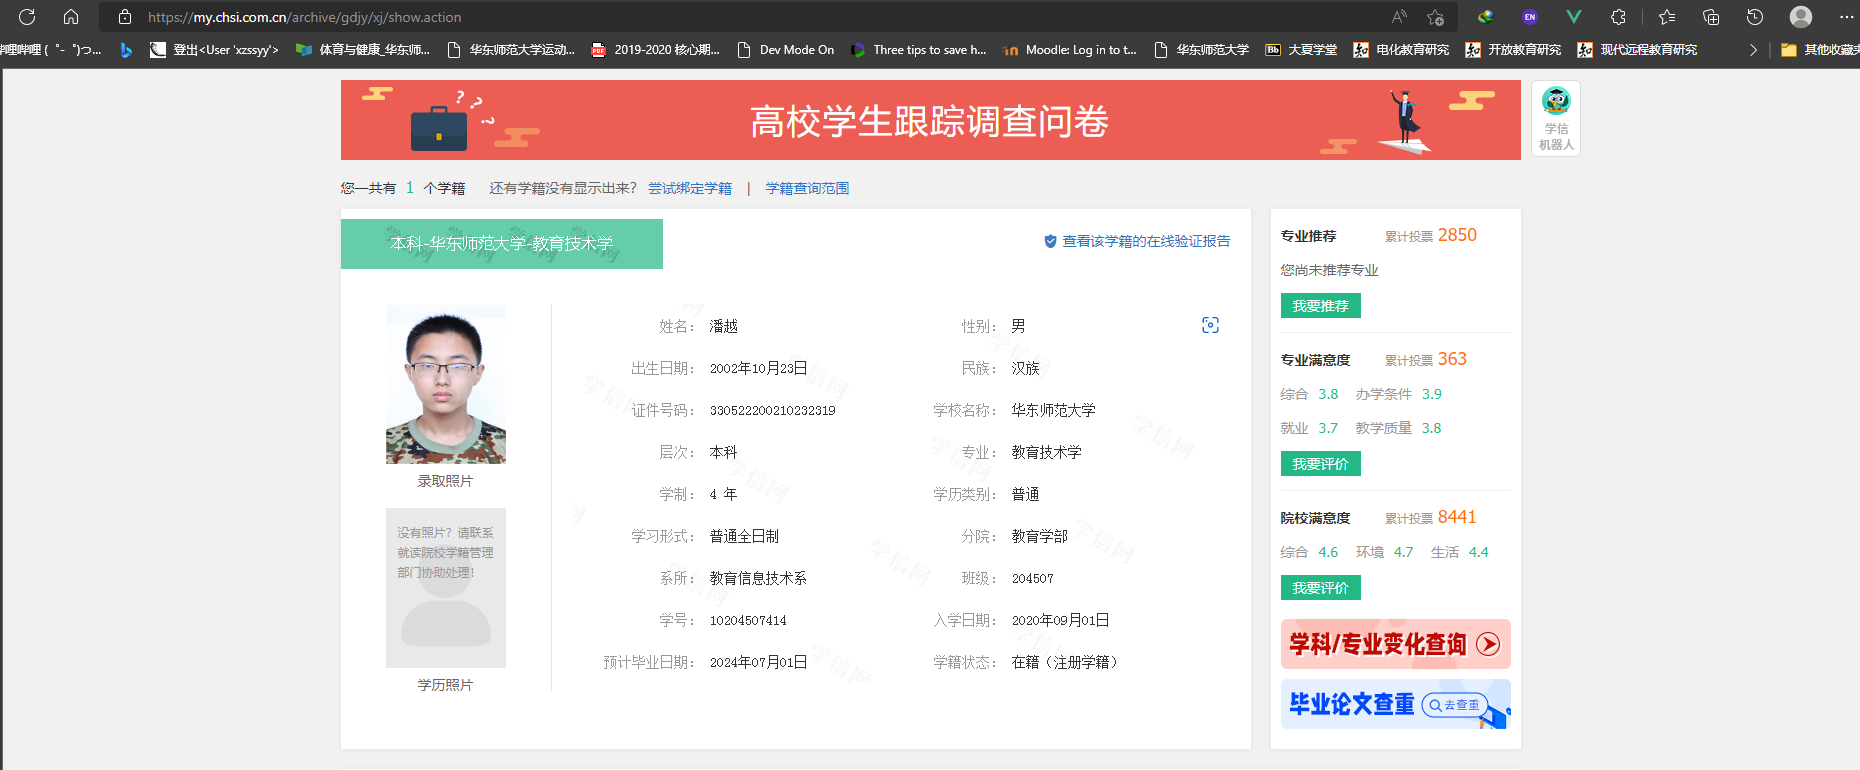 https://my.chsi.com.cn/archive/gdjy/xj/show.action
哔哩哔哩 ( ゜- ゜)つ... 登出<User 'xzssyy'> 体育与健康_华东师... 华东师范大学运动... 2019-2020 核心期... Dev Mode On Three tips to save h... Moodle: Log in to t... 华东师范大学 大夏学堂 电化教育研究 开放教育研究 现代远程教育研究 其他收藏夹
高校学生跟踪调查问卷
学信
机器人
您一共有 1 个学籍 还有学籍没有显示出来? 尝试绑定学籍 | 学籍查询范围
本科-华东师范大学-教育技术学
查看该学籍的在线验证报告
姓名: 潘越 性别: 男
出生日期: 2002年10月23日 民族: 汉族
证件号码: 330522200210232319 学校名称: 华东师范大学
层次: 本科 专业: 教育技术学
学制: 4 年 学历类别: 普通
学习形式: 普通全日制 分院: 教育学部
系所: 教育信息技术系 班级: 204507
学号: 10204507414 入学日期: 2020年09月01日
预计毕业日期: 2024年07月01日 学籍状态: 在籍(注册学籍)
录取照片
没有照片?请联系
就读院校学籍管理
部门协助处理!
学历照片
专业推荐 累计投票 2850
您尚未推荐专业
我要推荐
专业满意度 累计投票 363
综合 3.8 办学条件 3.9
就业 3.7 教学质量 3.8
我要评价
院校满意度 累计投票 8441
综合 4.6 环境 4.7 生活 4.4
我要评价
学科/专业变化查询
毕业论文查重 去查重
学信网